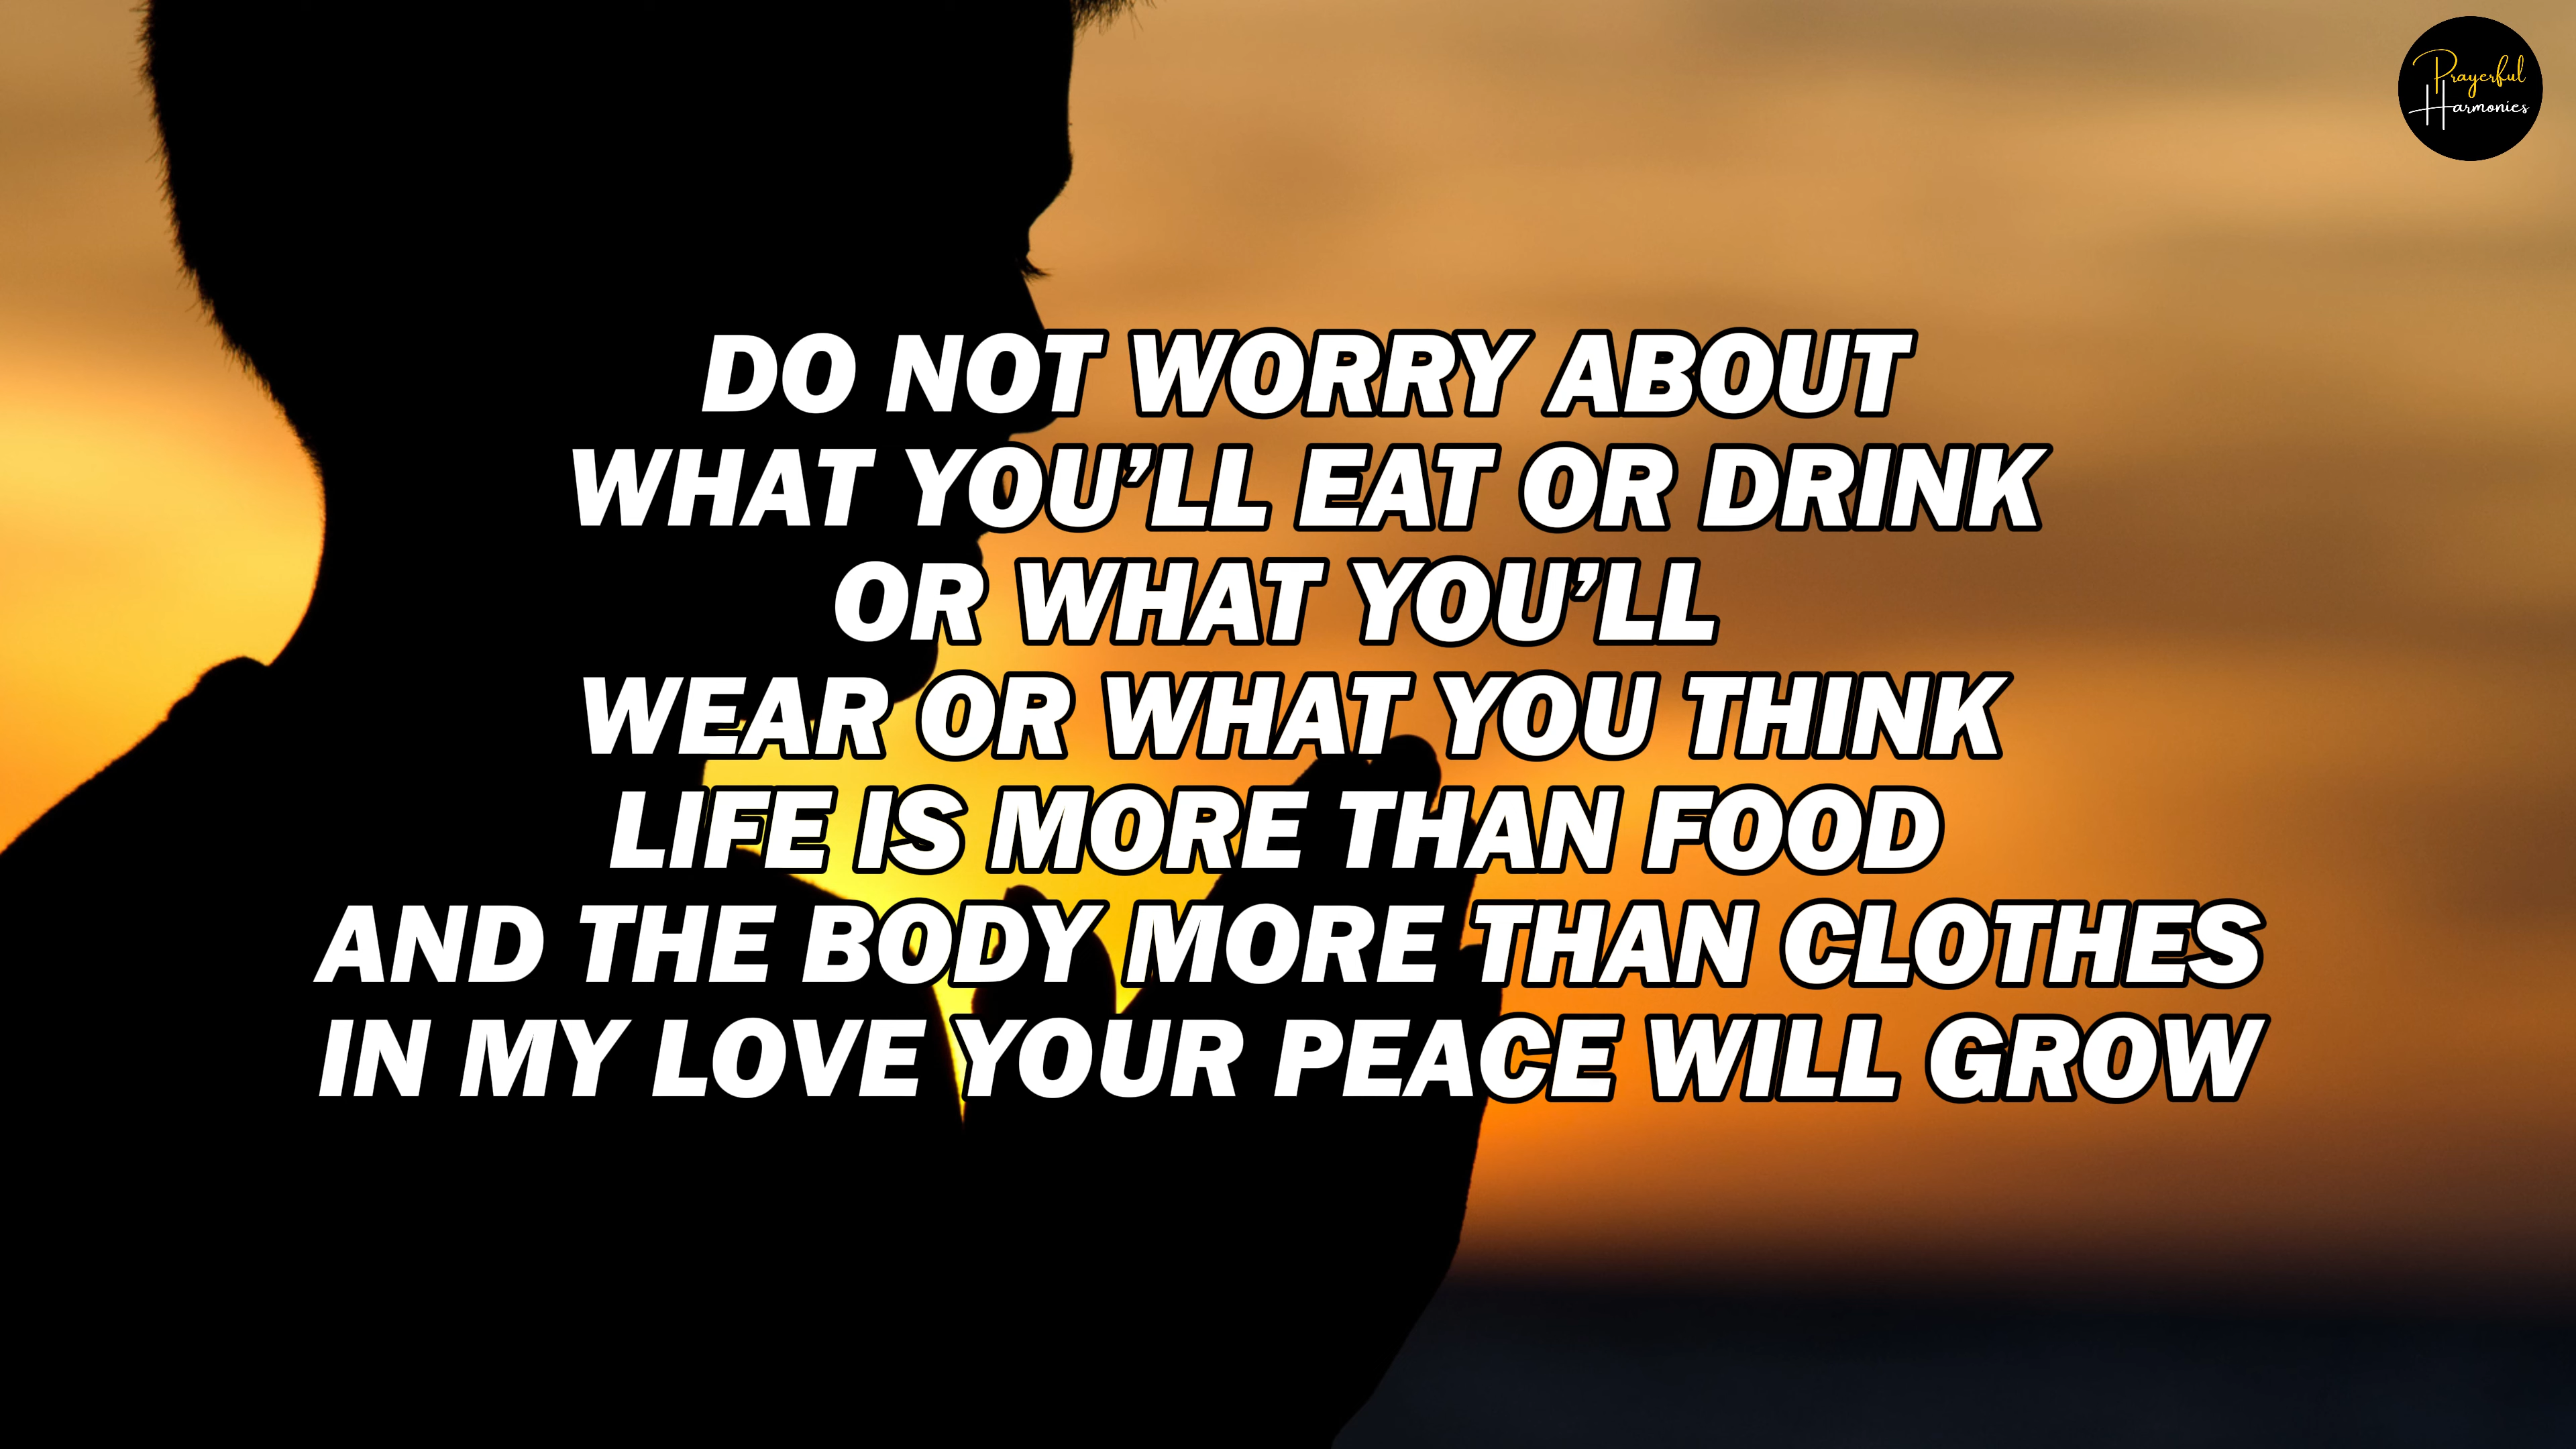 Prayerful
Harmonies
DO NOT WORRY ABOUT
WHAT YOU’LL EAT OR DRINK
OR WHAT YOU’LL
WEAR OR WHAT YOU THINK
LIFE IS MORE THAN FOOD
AND THE BODY MORE THAN CLOTHES
IN MY LOVE YOUR PEACE WILL GROW